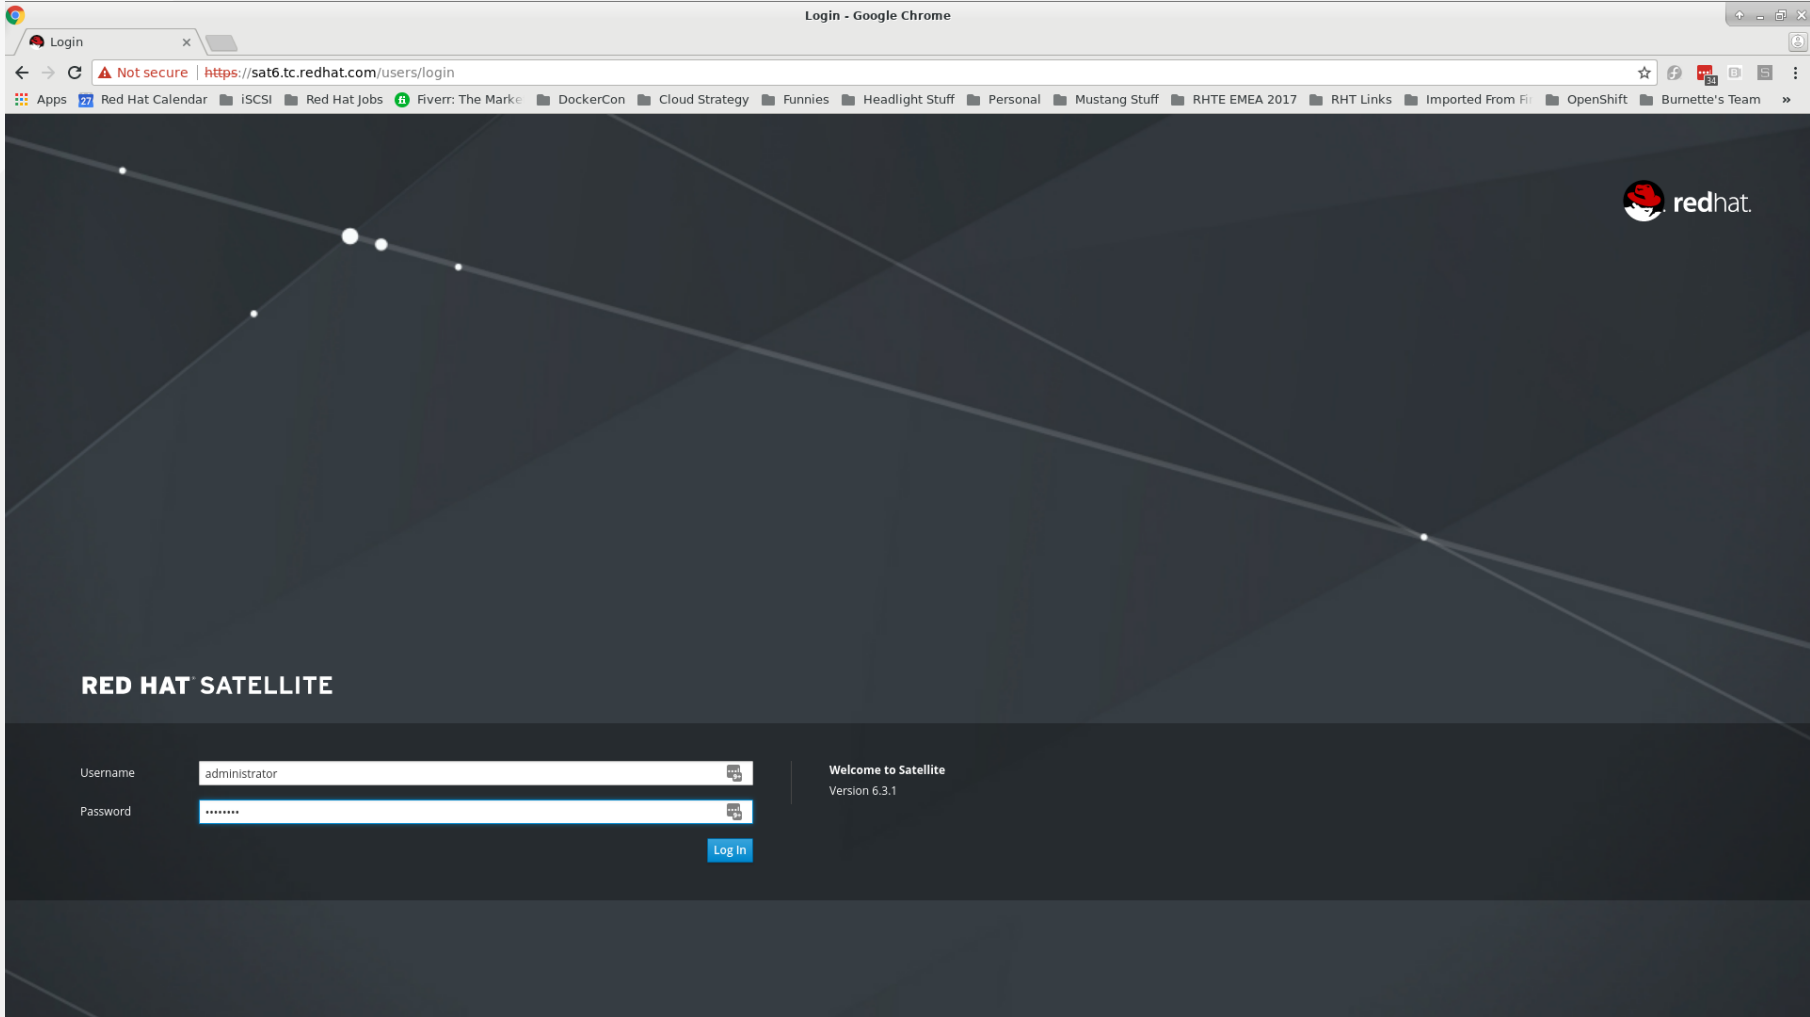 Login - Google Chrome
Login
Not secure https://sat6.tc.redhat.com/users/login
34
Apps 27 Red Hat Calendar iSCSI Red Hat Jobs Fiverr: The Marke DockerCon Cloud Strategy Funnies Headlight Stuff Personal Mustang Stuff RHTE EMEA 2017 RHT Links Imported From Fi OpenShift Burnette's Team »
redhat.
RED HAT SATELLITE
Username administrator
Password ••••••••
Log In
Welcome to Satellite
Version 6.3.1